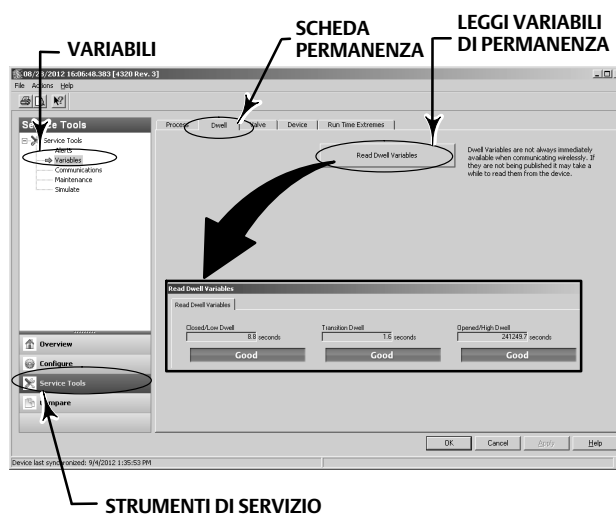 VARIABILI
SCHEDA
PERMANENZA
LEGGI VARIABILI
DI PERMANENZA
08/28/2012 16:06:48.383 [4320 Rev. 3]
File Actions Help
Service Tools
Process Dwell Valve Device Run Time Extremes
Service Tools
Alerts
Variables
Communications
Maintenance
Simulate
Read Dwell Variables
Dwell Variables are not always immediately
available when communicating wirelessly. If
they are not being published it may take a
while to read them from the device.
Read Dwell Variables
Read Dwell Variables
Closed/Low Dwell
8.8 seconds
Good
Transition Dwell
1.6 seconds
Good
Opened/High Dwell
241249.7 seconds
Good
Overview
Configure
Service Tools
Compare
OK Cancel Apply Help
Device last synchronized: 9/4/2012 1:35:53 PM
STRUMENTI DI SERVIZIO